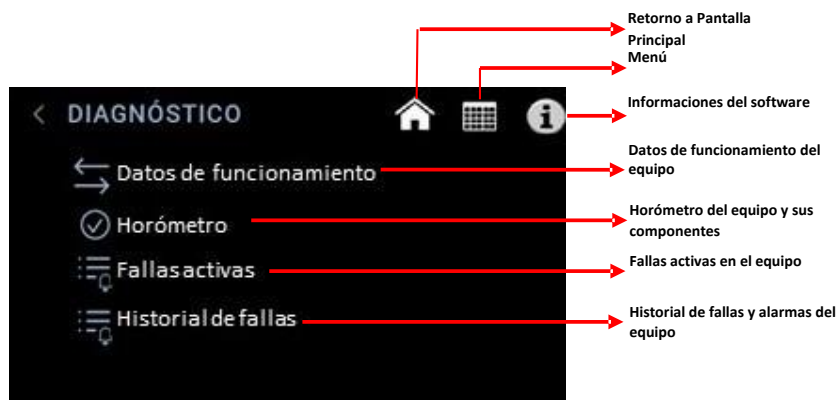 Retorno a Pantalla
Principal
Menú
DIAGNÓSTICO
Informaciones del software
Datos de funcionamiento
Datos de funcionamiento del
equipo
Horómetro
Horómetro del equipo y sus
componentes
Fallas activas
Fallas activas en el equipo
Historial de fallas
Historial de fallas y alarmas del
equipo